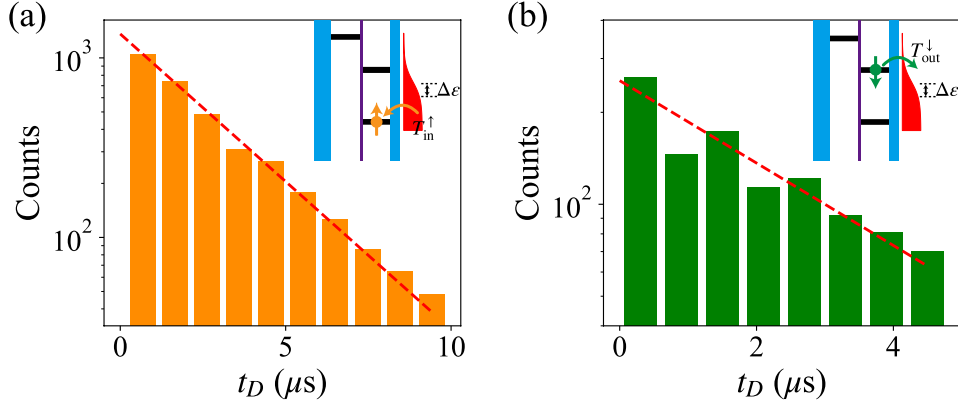 (a)
10³
10²
Counts
0
5
10
t_D (μs)
Δε
T_in^↑
(b)
10²
Counts
0
2
4
t_D (μs)
T_out^↓
Δε